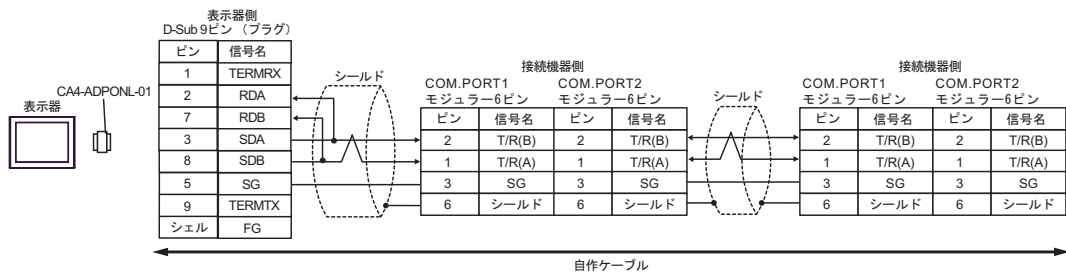 表示器側
D-Sub 9ピン (プラグ)
ピン 信号名
1 TERMRX
2 RDA
7 RDB
3 SDA
8 SDB
5 SG
9 TERMTX
シェル FG
表示器
CA4-ADPONL-01
シールド
接続機器側
COM.PORT1 COM.PORT2
モジュラー6ピン モジュラー6ピン
ピン 信号名 ピン 信号名
2 T/R(B) 2 T/R(B)
1 T/R(A) 1 T/R(A)
3 SG 3 SG
6 シールド 6 シールド
シールド
接続機器側
COM.PORT1 COM.PORT2
モジュラー6ピン モジュラー6ピン
ピン 信号名 ピン 信号名
2 T/R(B) 2 T/R(B)
1 T/R(A) 1 T/R(A)
3 SG 3 SG
6 シールド 6 シールド
自作ケーブル